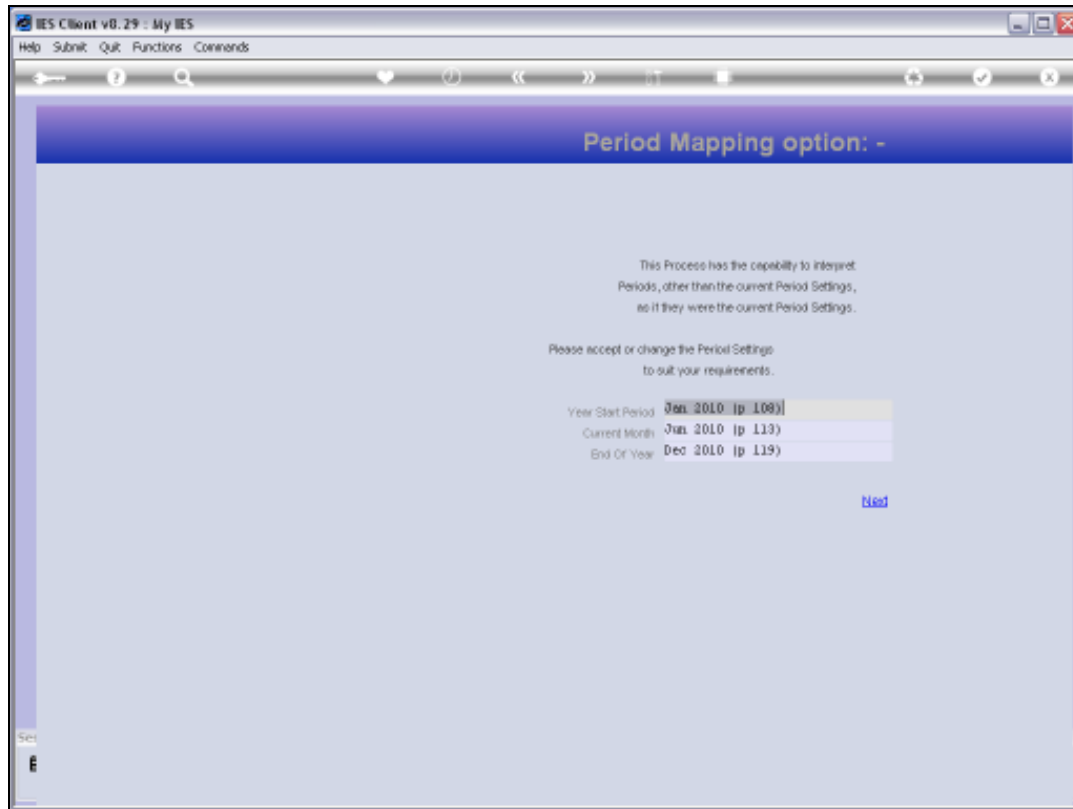 IES Client v8.29 : My IES
Help Submit Quit Functions Commands
Period Mapping option: -
This Process has the capability to interpret
Periods, other than the current Period Settings,
as if they were the current Period Settings.
Please accept or change the Period Settings
to suit your requirements.
Year Start Period Jan 2010 (p 108)
Current Month Jun 2010 (p 113)
End Of Year Dec 2010 (p 119)
Next
Se